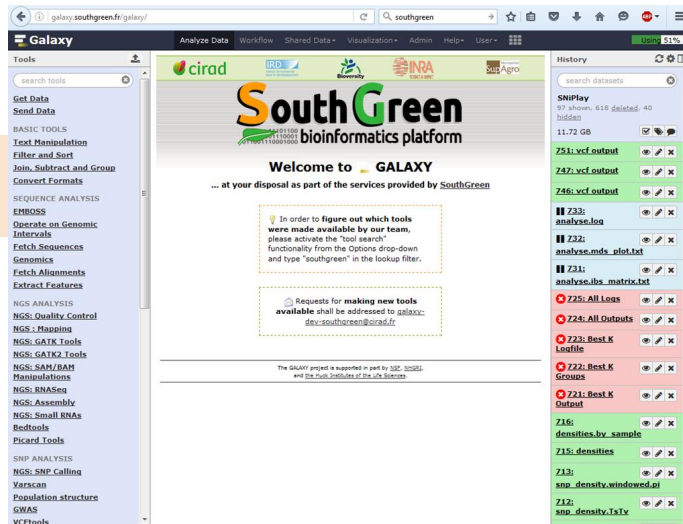 galaxy.southgreen.fr/galaxy/
southgreen
Galaxy
Analyze Data Workflow Shared Data Visualization Admin Help User
Using 51%
Tools
search tools
Get Data
Send Data
BASIC TOOLS
Text Manipulation
Filter and Sort
Join, Subtract and Group
Convert Formats
SEQUENCE ANALYSIS
EMBOSS
Operate on Genomic
Intervals
Fetch Sequences
Genomics
Fetch Alignments
Extract Features
NGS ANALYSIS
NGS: Quality Control
NGS : Mapping
NGS: GATK Tools
NGS: GATK2 Tools
NGS: SAM/BAM
Manipulations
NGS: RNASeq
NGS: Assembly
NGS: Small RNAs
Bedtools
Picard Tools
SNP ANALYSIS
NGS: SNP Calling
Varscan
Population structure
GWAS
VCFtools
cirad
IRD
Bioversity
INRA
SupAgro
South Green
bioinformatics platform
Welcome to GALAXY
... at your disposal as part of the services provided by SouthGreen
In order to figure out which tools
were made available by our team,
please activate the "tool search"
functionality from the Options drop-down
and type "southgreen" in the lookup filter.
Requests for making new tools
available shall be addressed to galaxy-
dev-southgreen@cirad.fr
The GALAXY project is supported in part by NSF, NHGRI,
and the Huck Institutes of the Life Sciences.
History
search datasets
SNiPlay
97 shown, 618 deleted, 40
hidden
11.72 GB
751: vcf output
747: vcf output
746: vcf output
733:
analyse.log
732:
analyse.mds_plot.txt
731:
analyse.ibs_matrix.txt
725: All Logs
724: All Outputs
723: Best K
Logfile
722: Best K
Groups
721: Best K
Output
716:
densities.by_sample
715: densities
713:
snp_density.windowed.pi
712:
snp_density.TsTv